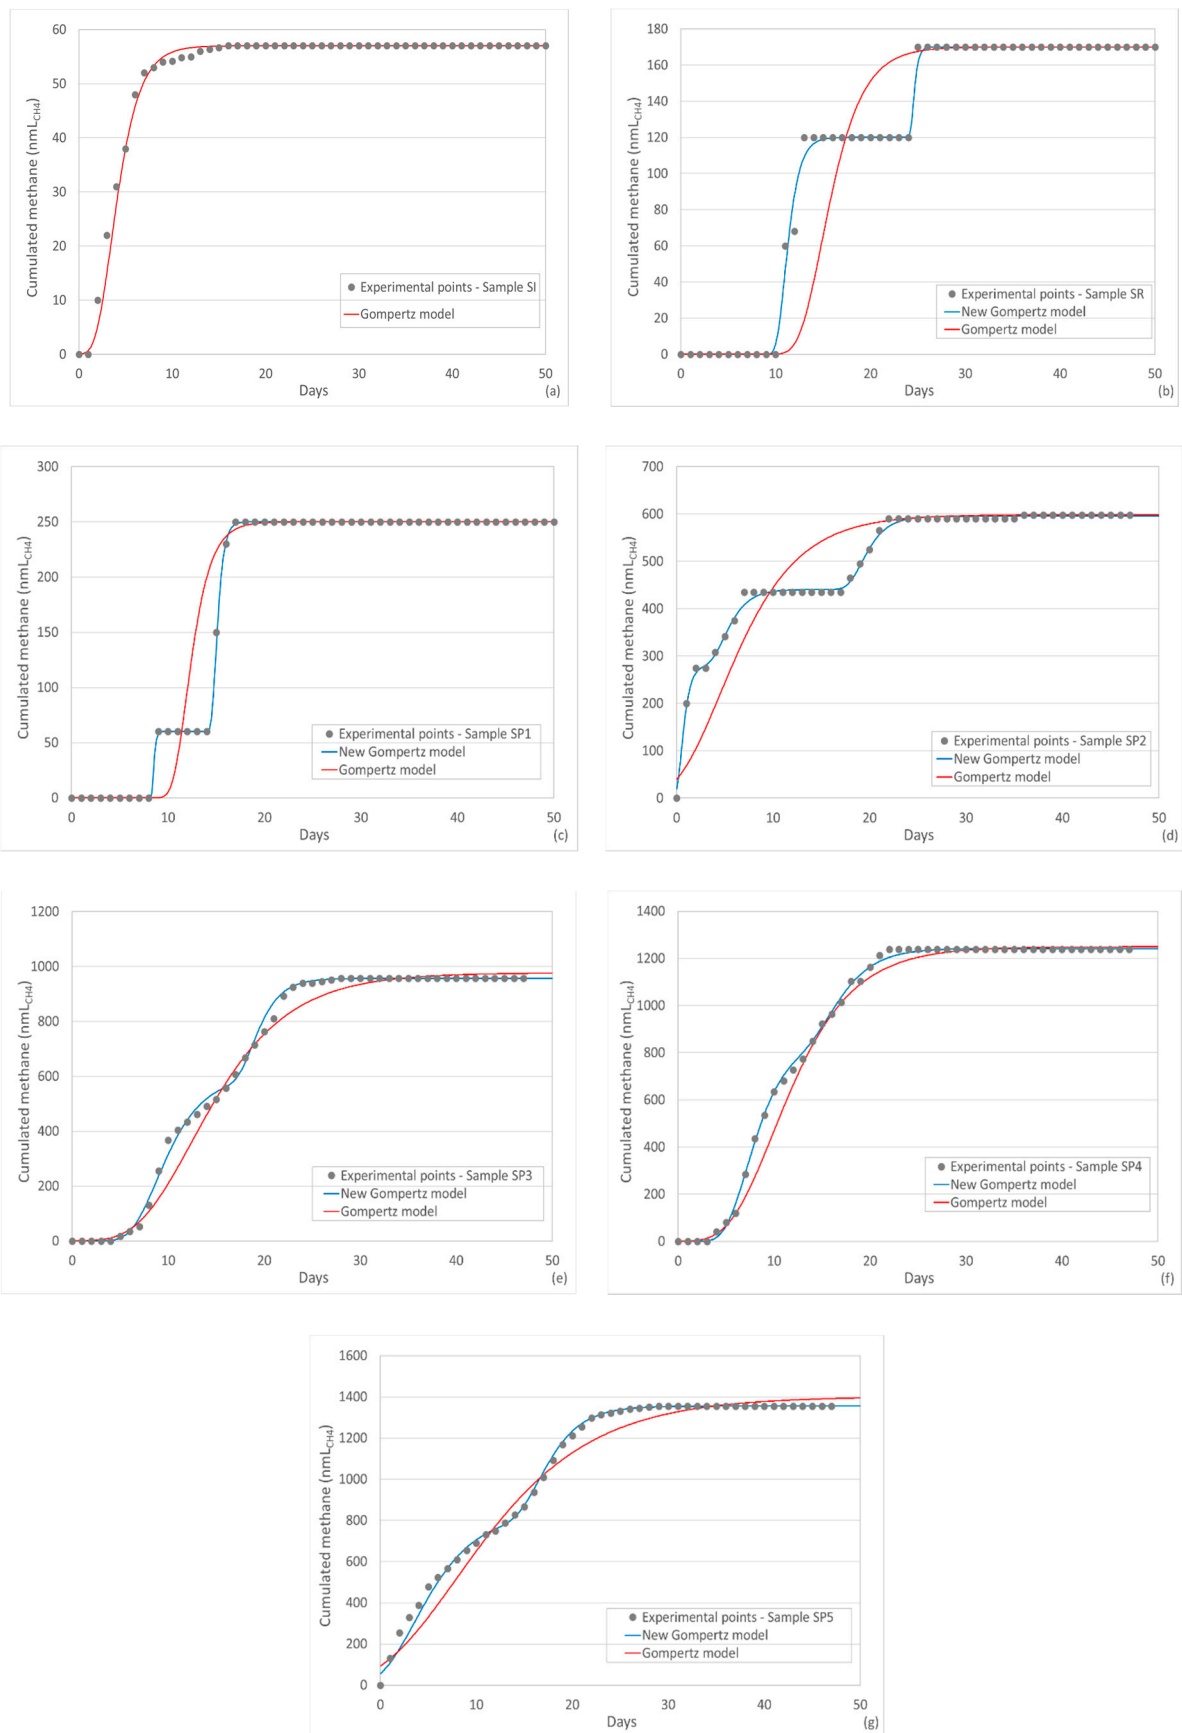 60
50
40
30
20
10
0
Cumulated methane (nmLCH4)
Experimental points - Sample SI
Gompertz model
0 10 20 30 40 50
Days
(a)
180
160
140
120
100
80
60
40
20
0
Cumulated methane (nmLCH4)
Experimental points - Sample SR
New Gompertz model
Gompertz model
0 10 20 30 40 50
Days
(b)
300
250
200
150
100
50
0
Cumulated methane (nmLCH4)
Experimental points - Sample SP1
New Gompertz model
Gompertz model
0 10 20 30 40 50
Days
(c)
700
600
500
400
300
200
100
0
Cumulated methane (nmLCH4)
Experimental points - Sample SP2
New Gompertz model
Gompertz model
0 10 20 30 40 50
Days
(d)
1200
1000
800
600
400
200
0
Cumulated methane (nmLCH4)
Experimental points - Sample SP3
New Gompertz model
Gompertz model
0 10 20 30 40 50
Days
(e)
1400
1200
1000
800
600
400
200
0
Cumulated methane (nmLCH4)
Experimental points - Sample SP4
New Gompertz model
Gompertz model
0 10 20 30 40 50
Days
(f)
1600
1400
1200
1000
800
600
400
200
0
Cumulated methane (nmLCH4)
Experimental points - Sample SP5
New Gompertz model
Gompertz model
0 10 20 30 40 50
Days
(g)